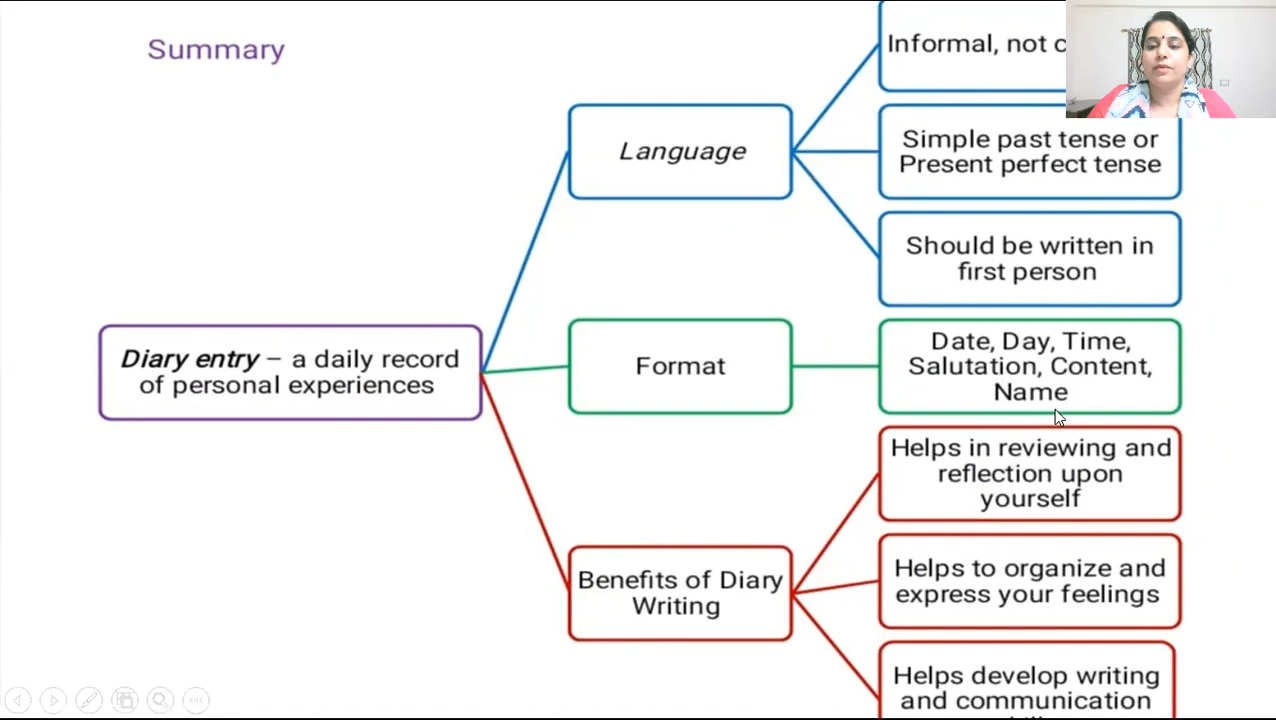 Summary
Diary entry – a daily record
of personal experiences
Language
Informal, not
Simple past tense or
Present perfect tense
Should be written in
first person
Format
Date, Day, Time,
Salutation, Content,
Name
Benefits of Diary
Writing
Helps in reviewing and
reflection upon
yourself
Helps to organize and
express your feelings
Helps develop writing
and communication